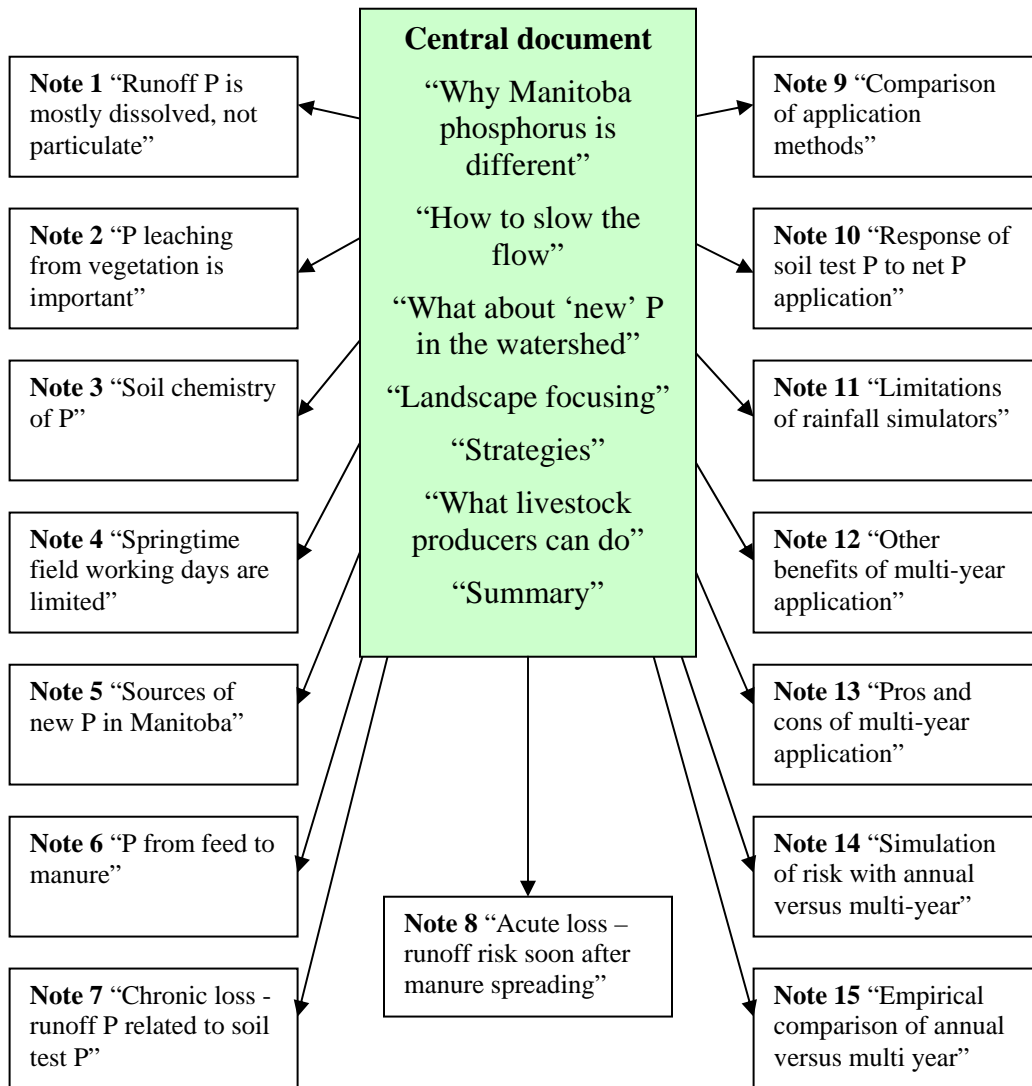 Central document
“Why Manitoba
phosphorus is
different”
“How to slow the
flow”
“What about ‘new’ P
in the watershed”
“Landscape focusing”
“Strategies”
“What livestock
producers can do”
“Summary”
Note 1 “Runoff P is
mostly dissolved, not
particulate”
Note 2 “P leaching
from vegetation is
important”
Note 3 “Soil chemistry
of P”
Note 4 “Springtime
field working days are
limited”
Note 5 “Sources of
new P in Manitoba”
Note 6 “P from feed to
manure”
Note 7 “Chronic loss -
runoff P related to soil
test P”
Note 8 “Acute loss –
runoff risk soon after
manure spreading”
Note 9 “Comparison
of application
methods”
Note 10 “Response of
soil test P to net P
application”
Note 11 “Limitations
of rainfall simulators”
Note 12 “Other
benefits of multi-year
application”
Note 13 “Pros and
cons of multi-year
application”
Note 14 “Simulation
of risk with annual
versus multi-year”
Note 15 “Empirical
comparison of annual
versus multi year”